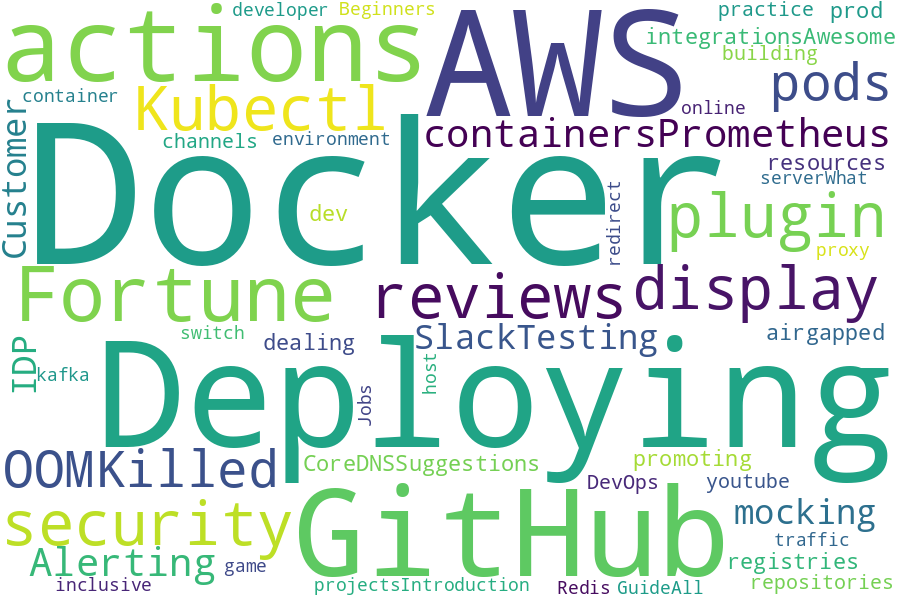 developer
Beginners
practice
prod
actions
AWS
integrationsAwesome
building
pods
container
Kubectl
online
Customer
channels
environment
containersPrometheus
resources
serverWhat
Docker
dev
redirect
plugin
proxy
Fortune
reviews
display
switch
dealing
SlackTesting
airgapped
IDP
kafka
Jobs
host
Deploying
OOMKilled
CoreDNSSuggestions
promoting
DevOps
youtube
security
GitHub
mocking
traffic
Alerting
game
registries
inclusive
projectsIntroduction
Redis
GuideAll
repositories